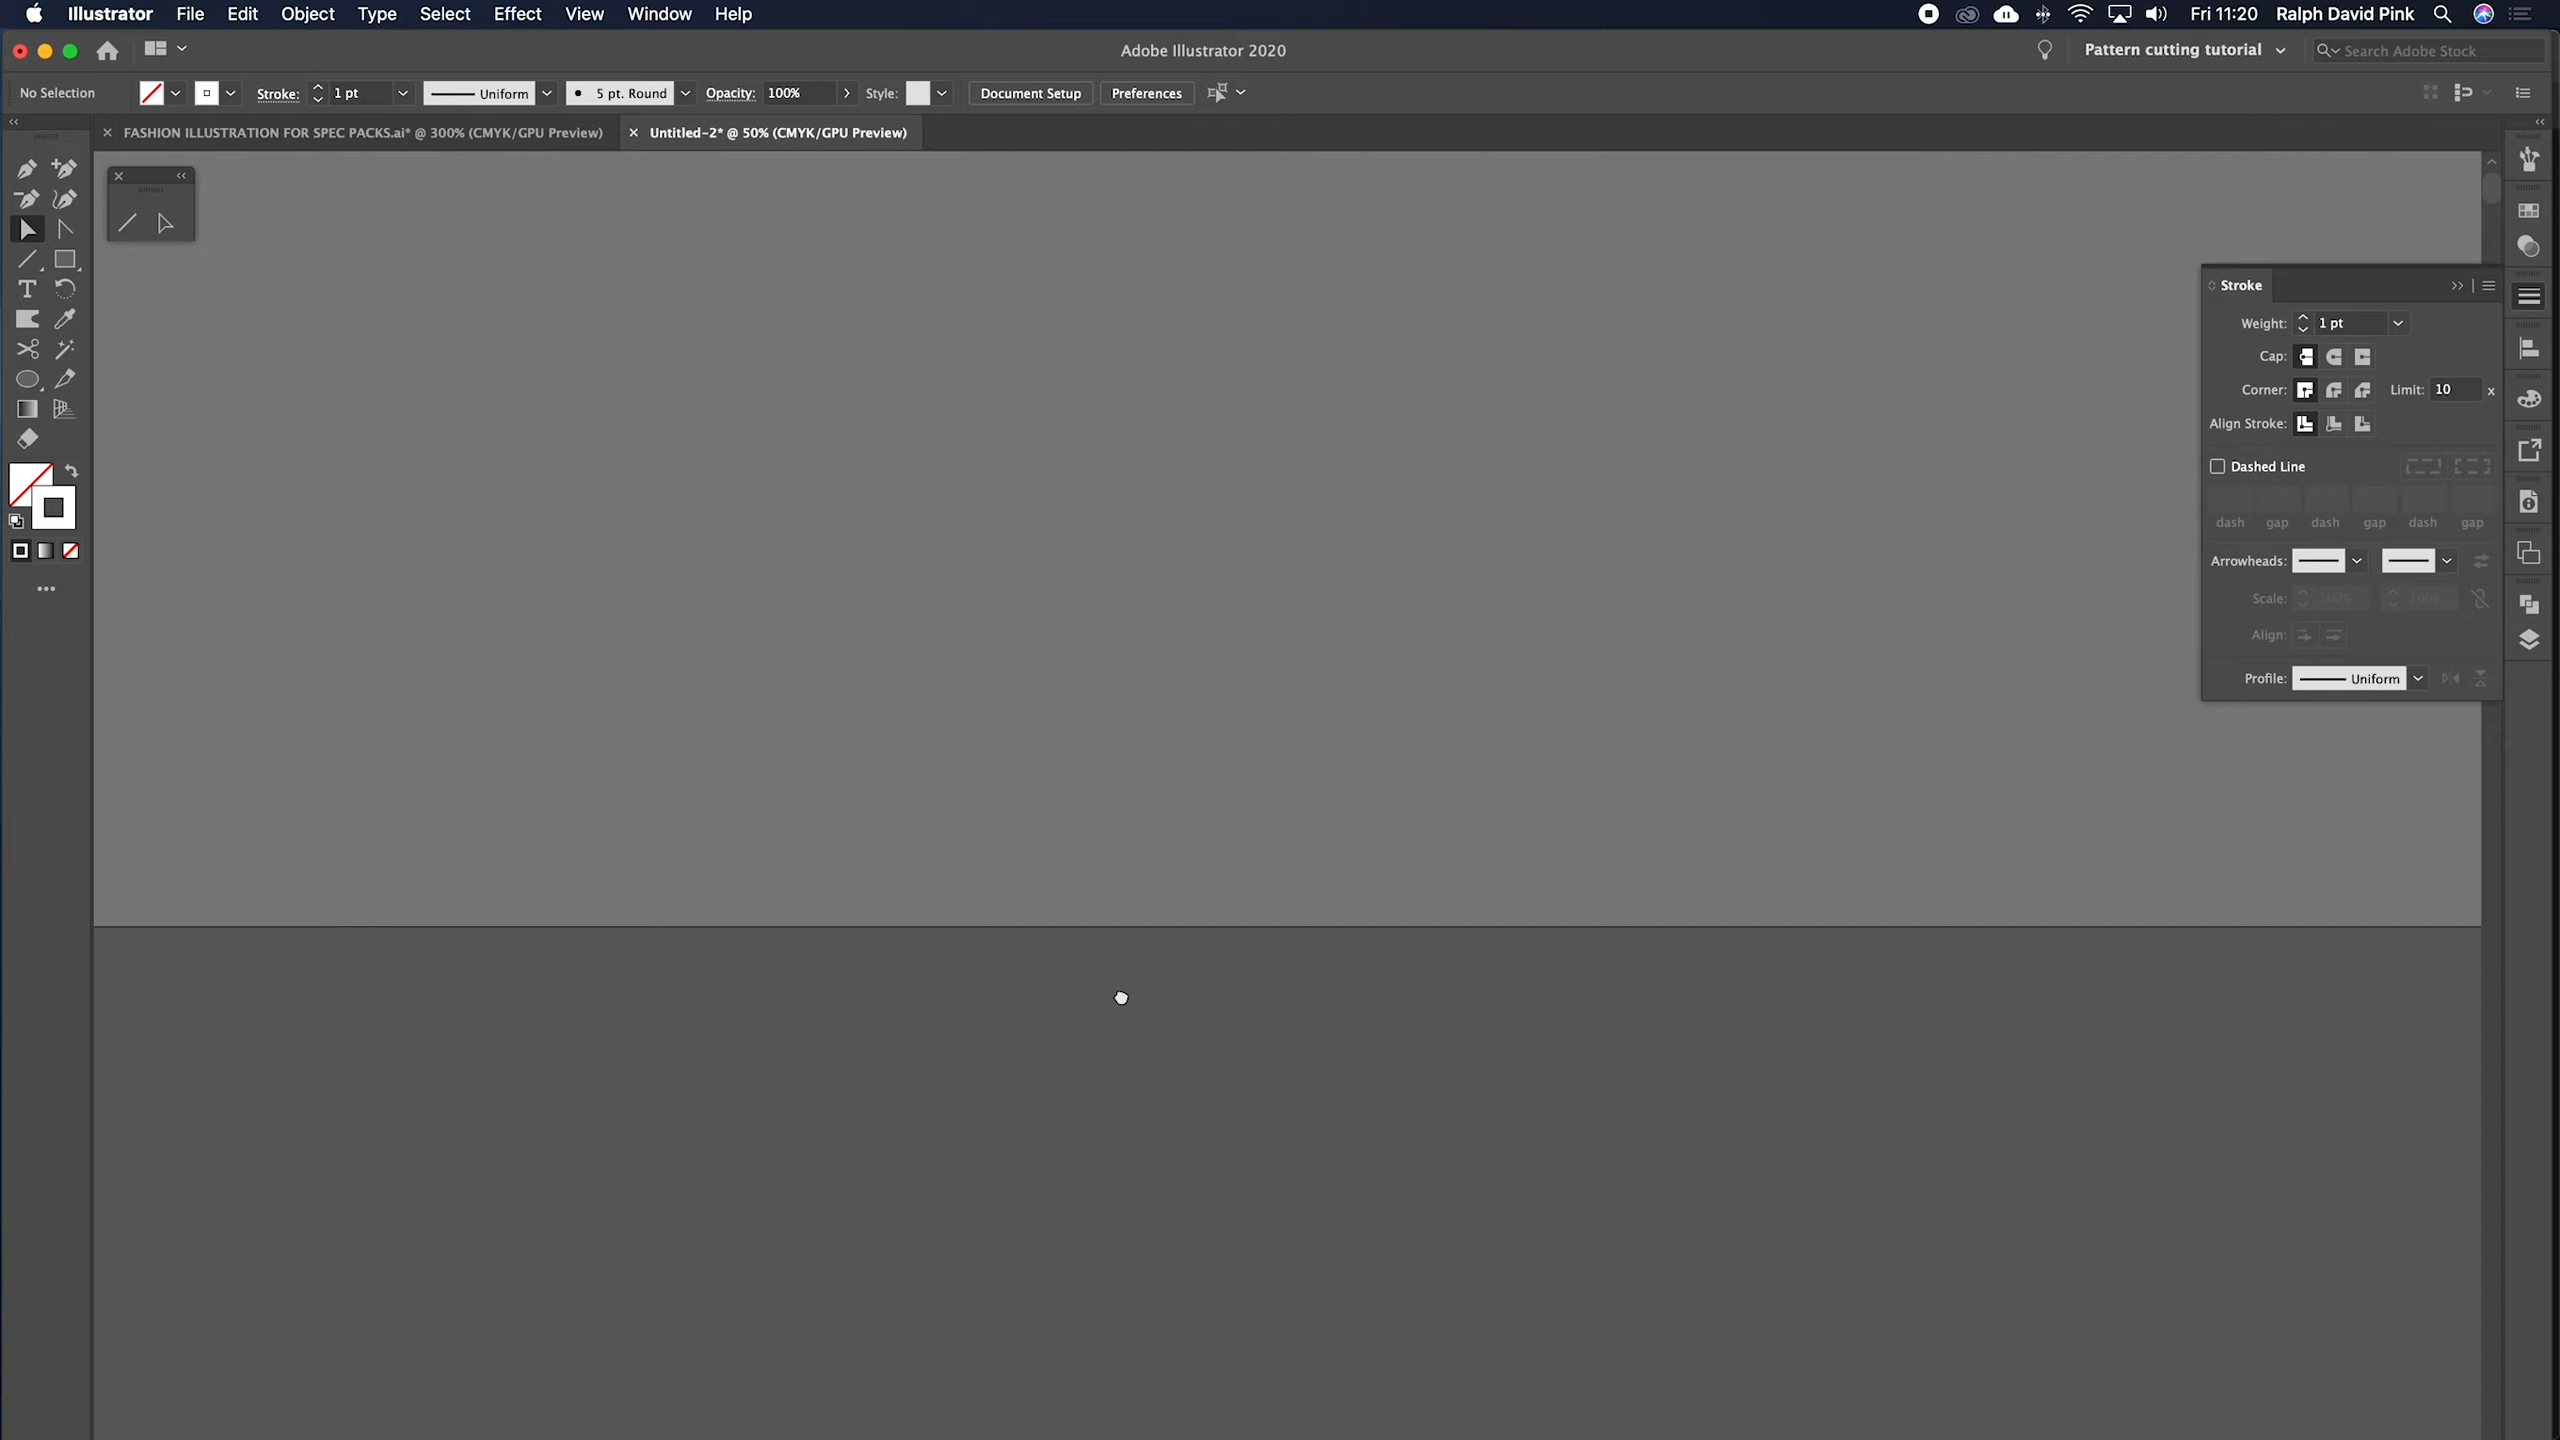 Illustrator File Edit Object Type Select Effect View Window Help Fri 11:20 Ralph David Pink
Adobe Illustrator 2020 Pattern cutting tutorial Search Adobe Stock
No Selection Stroke: 1 pt Uniform 5 pt. Round Opacity: 100% Style: Document Setup Preferences
FASHION ILLUSTRATION FOR SPEC PACKS.ai* @ 300% (CMYK/GPU Preview) Untitled-2* @ 50% (CMYK/GPU Preview)
Stroke
Weight: 1 pt
Cap:
Corner: Limit: 10 x
Align Stroke:
Dashed Line
dash gap dash gap dash gap
Arrowheads:
Scale: 100% 100%
Align:
Profile: Uniform